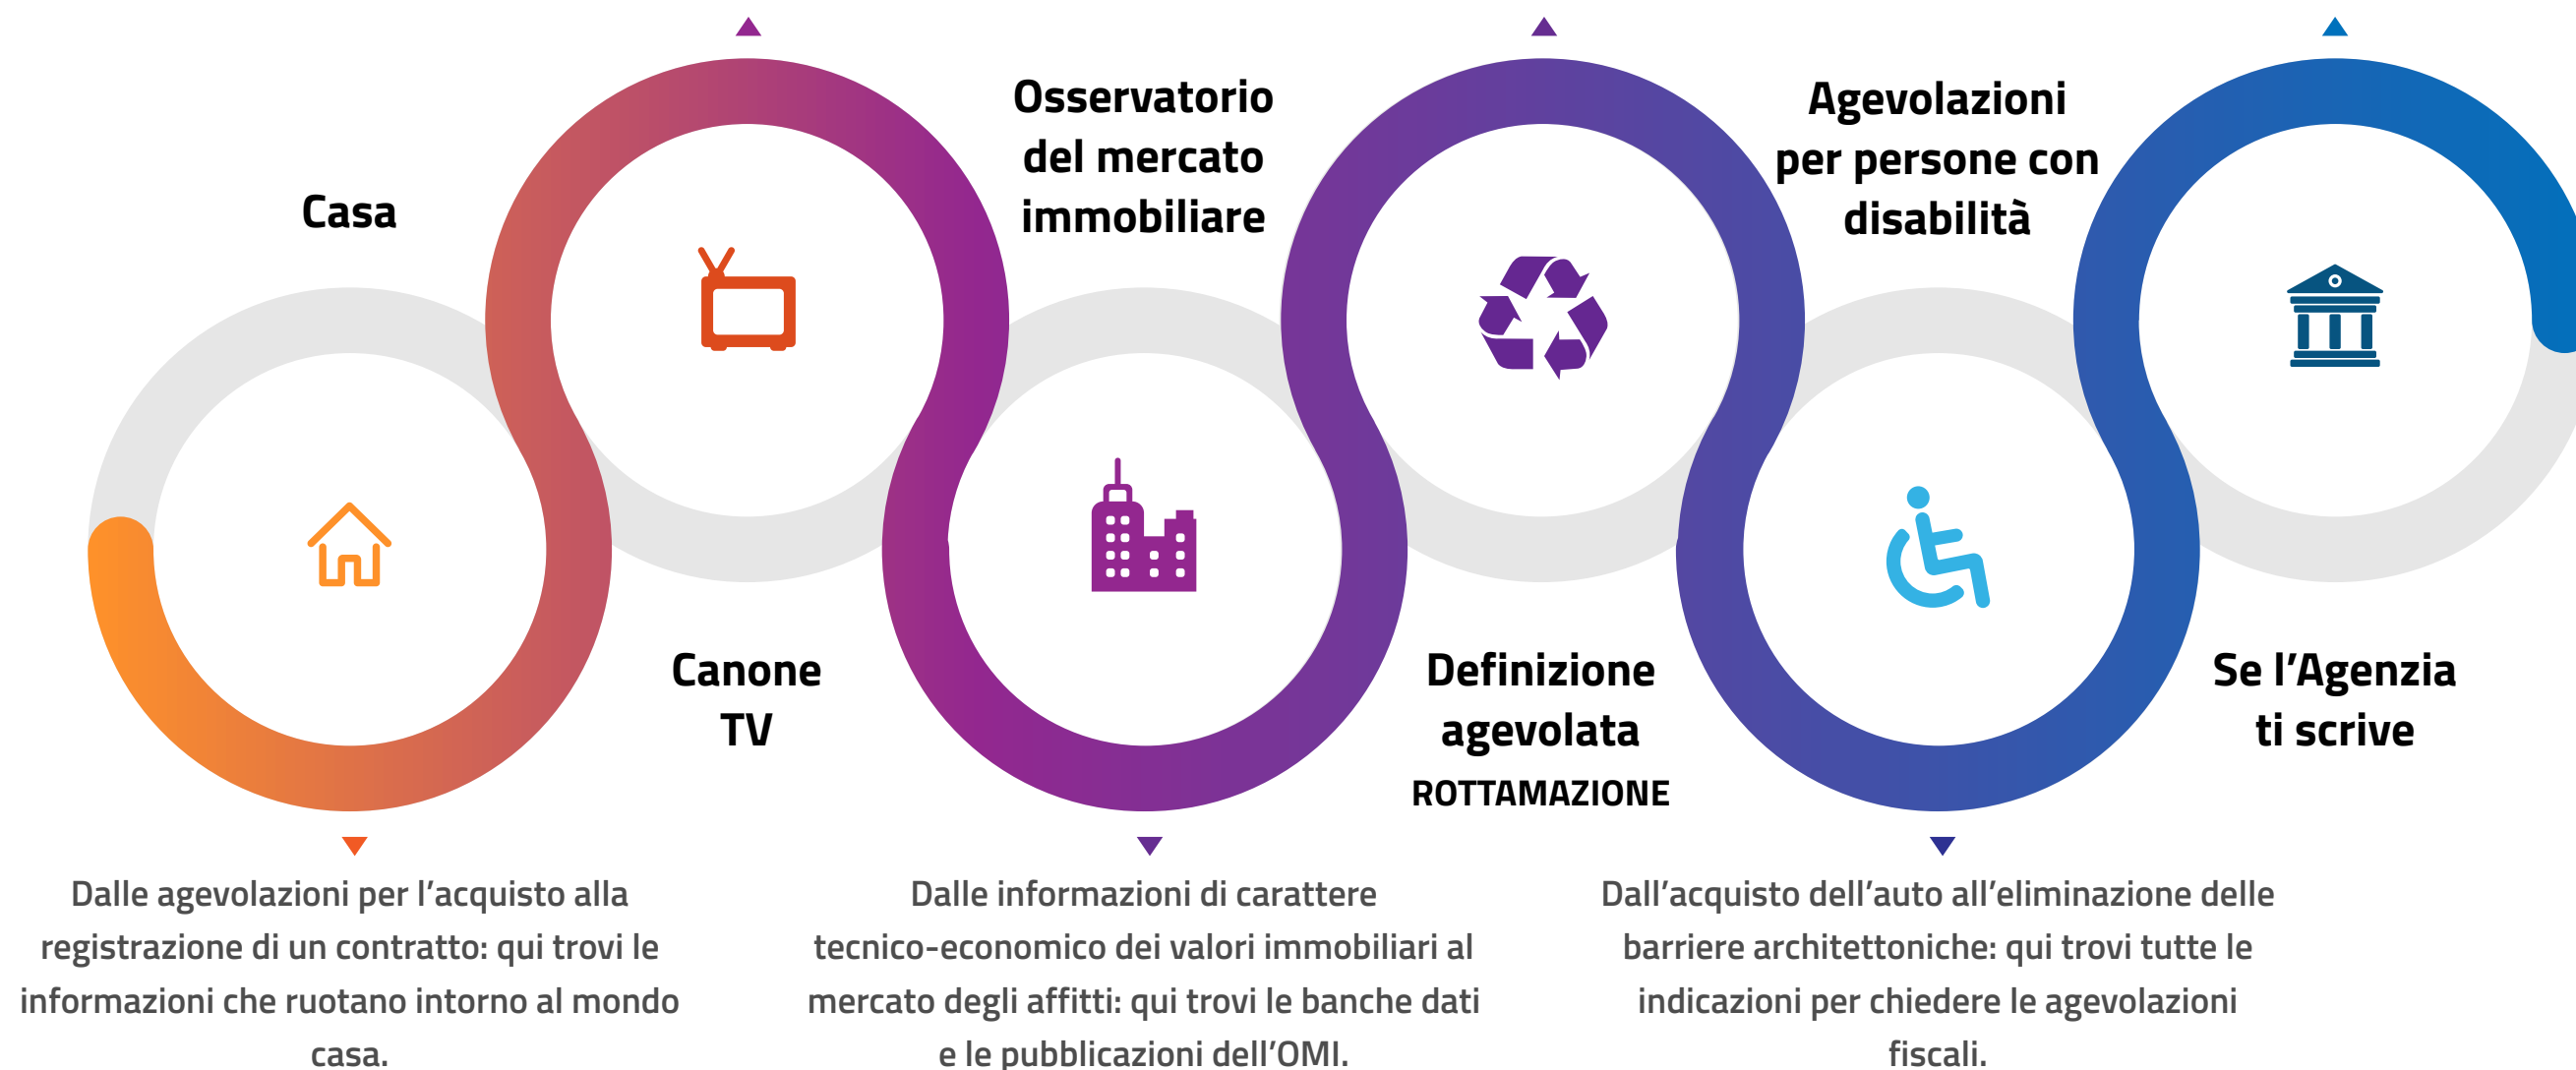 Casa
Dalle agevolazioni per l’acquisto alla
registrazione di un contratto: qui trovi le
informazioni che ruotano intorno al mondo
casa.
Canone
TV
Osservatorio
del mercato
immobiliare
Dalle informazioni di carattere
tecnico-economico dei valori immobiliari al
mercato degli affitti: qui trovi le banche dati
e le pubblicazioni dell’OMI.
Definizione
agevolata
ROTTAMAZIONE
Agevolazioni
per persone con
disabilità
Dall’acquisto dell’auto all’eliminazione delle
barriere architettoniche: qui trovi tutte le
indicazioni per chiedere le agevolazioni
fiscali.
Se l’Agenzia
ti scrive